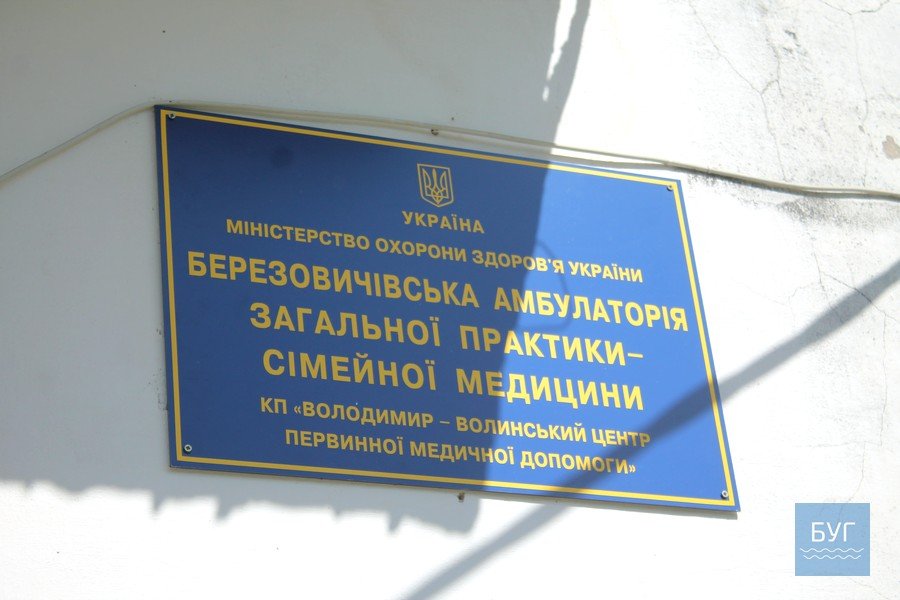 УКРАЇНА
МІНІСТЕРСТВО ОХОРОНИ ЗДОРОВ'Я УКРАЇНИ
БЕРЕЗОВИЧІВСЬКА АМБУЛАТОРІЯ
ЗАГАЛЬНОЇ ПРАКТИКИ–
СІМЕЙНОЇ МЕДИЦИНИ
КП «ВОЛОДИМИР – ВОЛИНСЬКИЙ ЦЕНТР
ПЕРВИННОЇ МЕДИЧНОЇ ДОПОМОГИ»
БУГ